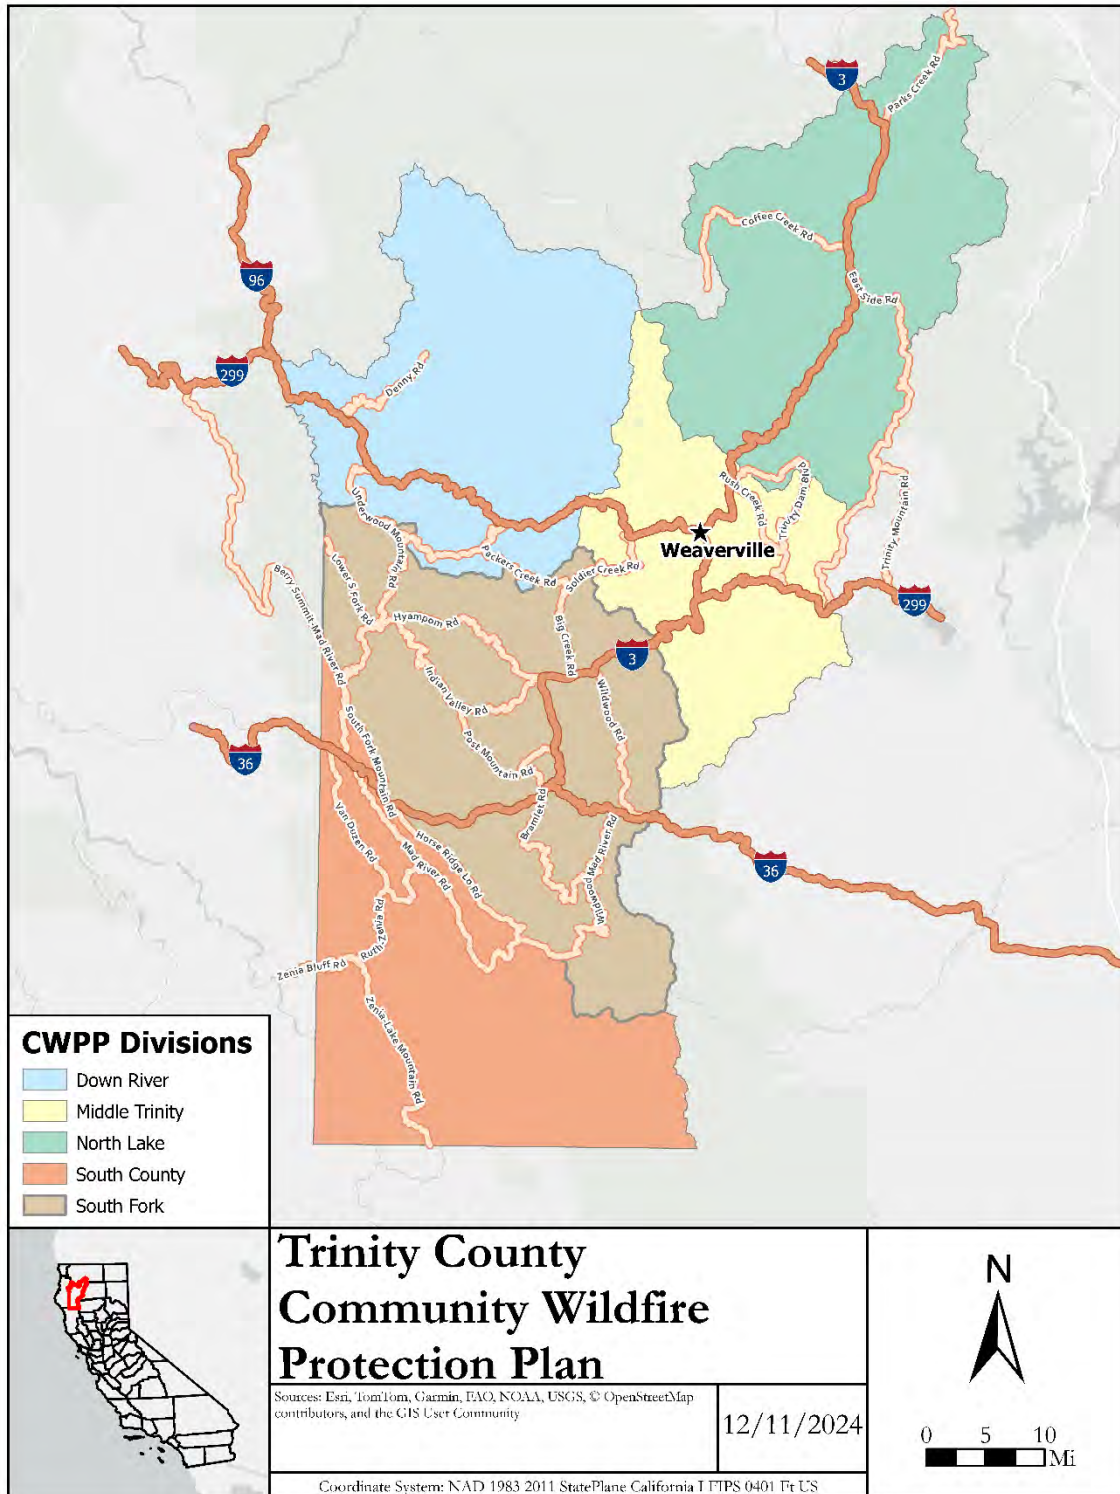 3
Parks Creek Rd
Coffee Creek Rd
96
East Side Rd
299
Denny Rd
Rush Creek Rd
Trinity Dam Blvd
Trinity Mountain Rd
Underwood Mountain Rd
Weaverville
Packers Creek Rd
Soldier Creek Rd
Lower S Fork Rd
Berry Summit-Mad River Rd
299
Hyampom Rd
Big Creek Rd
3
Indian Valley Rd
Wildwood Rd
South Fork Mountain Rd
Post Mountain Rd
36
Van Duzen Rd
Bramlet Rd
Horse Ridge Lo Rd
Mad River Rd
Wildwood Mad River Rd
36
Ruth-Zenia Rd
Zenia Bluff Rd
Zenia-Lake Mountain Rd
CWPP Divisions
Down River
Middle Trinity
North Lake
South County
South Fork
Trinity County
Community Wildfire
Protection Plan
Sources: Esri, TomTom, Garmin, FAO, NOAA, USGS, © OpenStreetMap
contributors, and the GIS User Community
12/11/2024
Coordinate System: NAD 1983 2011 StatePlane California I FIPS 0401 Ft US
N
0 5 10
Mi